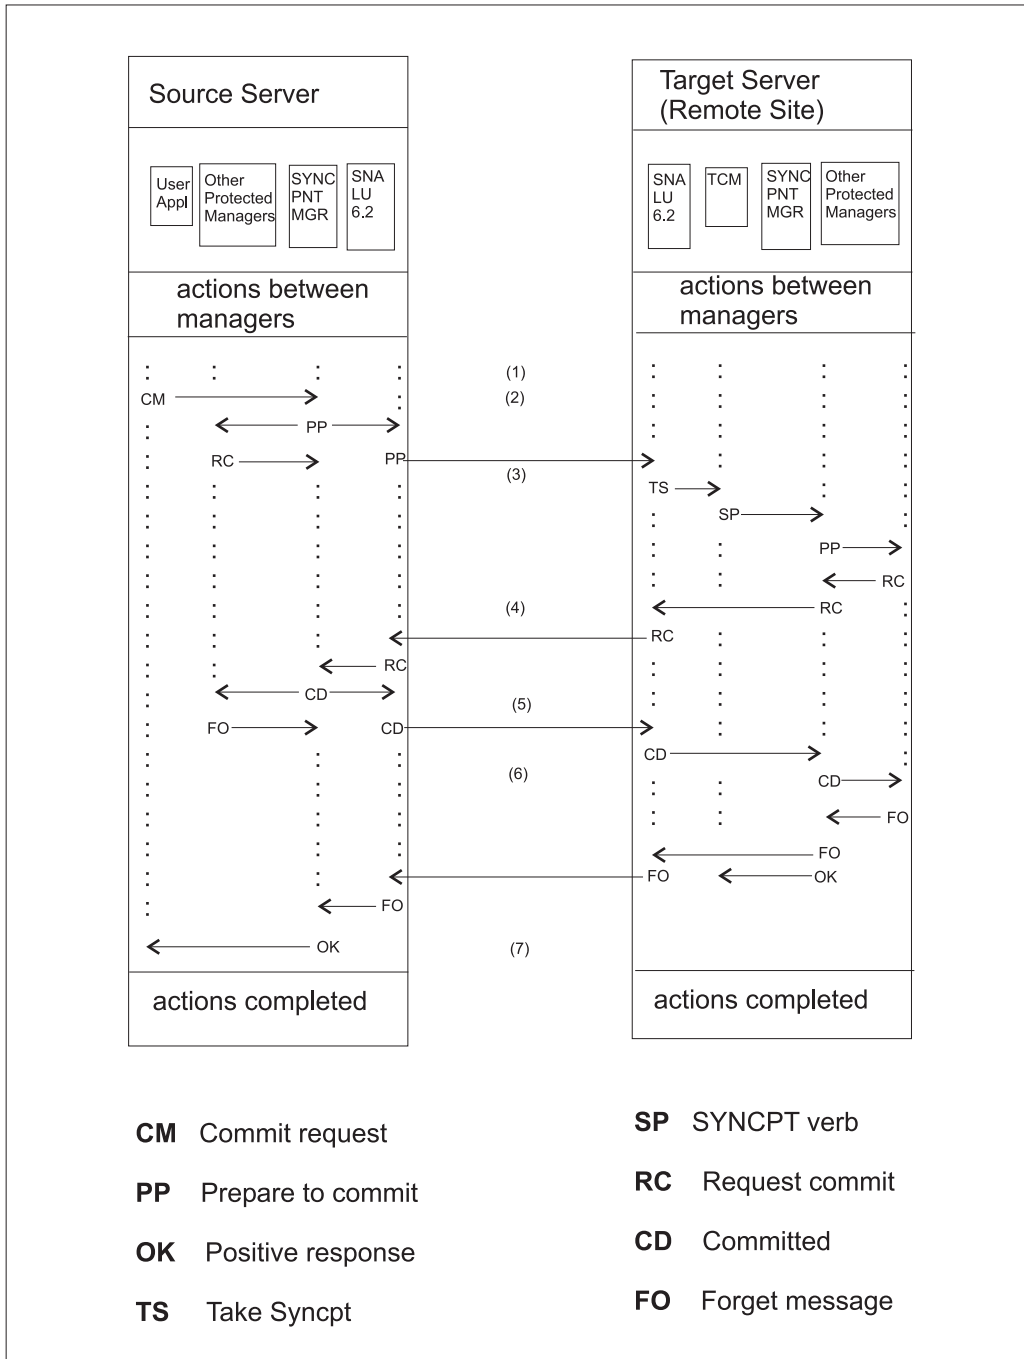 Source Server
Target Server
(Remote Site)
User
Appl
Other
Protected
Managers
SYNC
PNT
MGR
SNA
LU
6.2
SNA
LU
6.2
TCM
SYNC
PNT
MGR
Other
Protected
Managers
actions between
managers
actions between
managers
(1)
CM
(2)
PP
RC
PP
(3)
TS
SP
PP
RC
(4)
RC
RC
RC
CD
(5)
FO
CD
CD
(6)
CD
FO
FO
FO
OK
FO
OK
(7)
actions completed
actions completed
CM Commit request
PP Prepare to commit
OK Positive response
TS Take Syncpt
SP SYNCPT verb
RC Request commit
CD Committed
FO Forget message